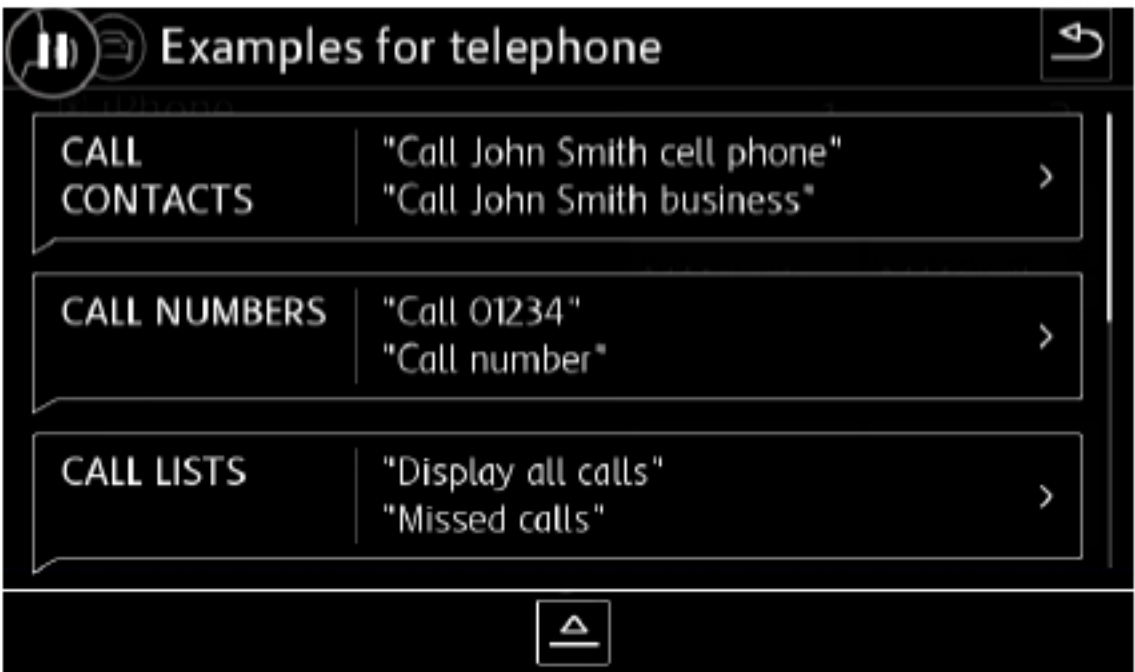 Examples for telephone
CALL
CONTACTS
"Call John Smith cell phone"
"Call John Smith business"
CALL NUMBERS
"Call 01234"
"Call number"
CALL LISTS
"Display all calls"
"Missed calls"